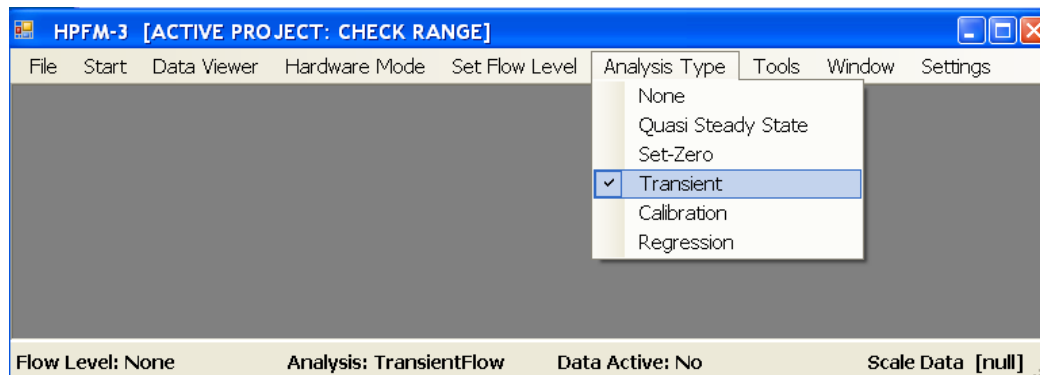 HPFM-3 [ACTIVE PROJECT: CHECK RANGE]
File Start Data Viewer Hardware Mode Set Flow Level Analysis Type Tools Window Settings
None
Quasi Steady State
Set-Zero
Transient
Calibration
Regression
Flow Level: None Analysis: TransientFlow Data Active: No Scale Data [null]